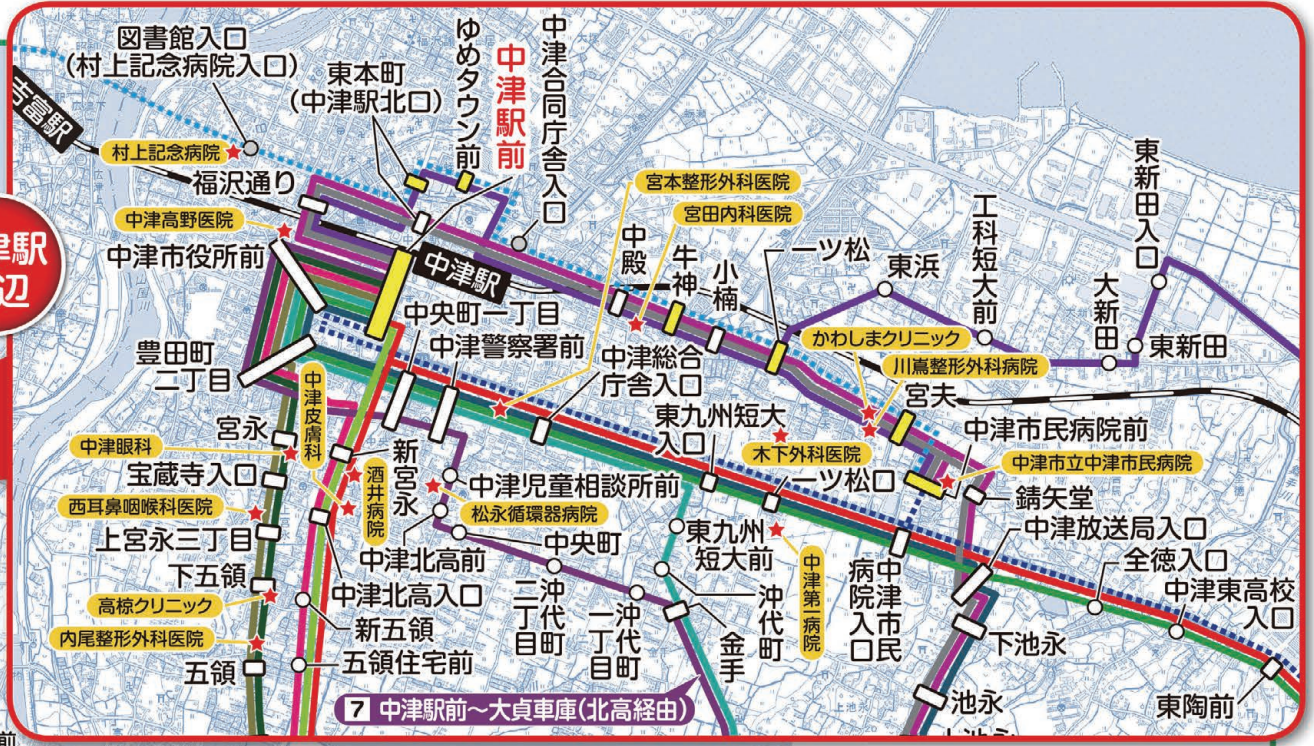 図書館入口
(村上記念病院入口)
吉富駅
村上記念病院
福沢通り
中津高野医院
中津市役所前
東本町
(中津駅北口)
ゆめタウン前
中津駅前
中津合同庁舎入口
中津駅
宮本整形外科医院
宮田内科医院
中殿
牛神
小楠
一ツ松
東浜
工科短大前
東新田入口
大新田
東新田
津駅
辺
豊田町
二丁目
中央町一丁目
中津警察署前
中津総合
庁舎入口
かわしまクリニック
川嶌整形外科病院
宮夫
東九州短大
入口
木下外科医院
一ツ松口
中津市民病院前
中津市立中津市民病院
錆矢堂
中津放送局入口
全徳入口
中津東高校
入口
東陶前
宮永
中津眼科
宝蔵寺入口
西耳鼻咽喉科医院
上宮永三丁目
下五領
高椋クリニック
内尾整形外科医院
五領
中津皮膚科
新宮永
酒井病院
中津児童相談所前
松永循環器病院
中津北高前
中央町
中津北高入口
新五領
五領住宅前
沖代町
二丁目
沖代町
一丁目
東九州
短大前
沖代町
金手
中津第一病院
中津市民
病院入口
下池永
池永
上池永
7 中津駅前～大貞車庫(北高経由)
前